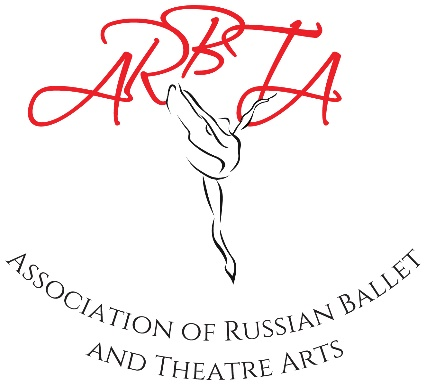 ARBTA
ASSOCIATION OF RUSSIAN BALLET
AND THEATRE ARTS